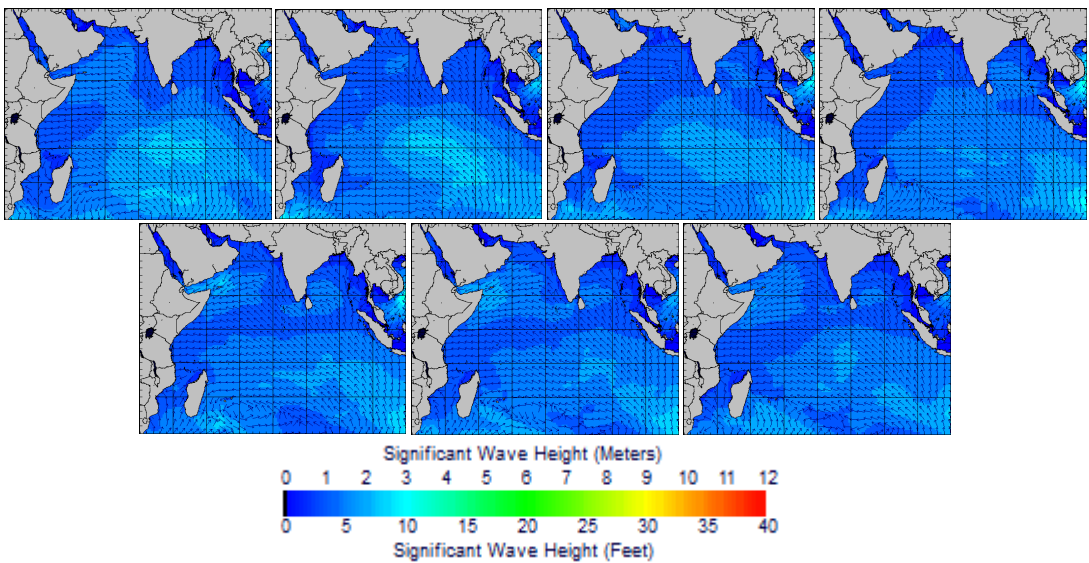 Significant Wave Height (Meters)
0 1 2 3 4 5 6 7 8 9 10 11 12
0 5 10 15 20 25 30 35 40
Significant Wave Height (Feet)